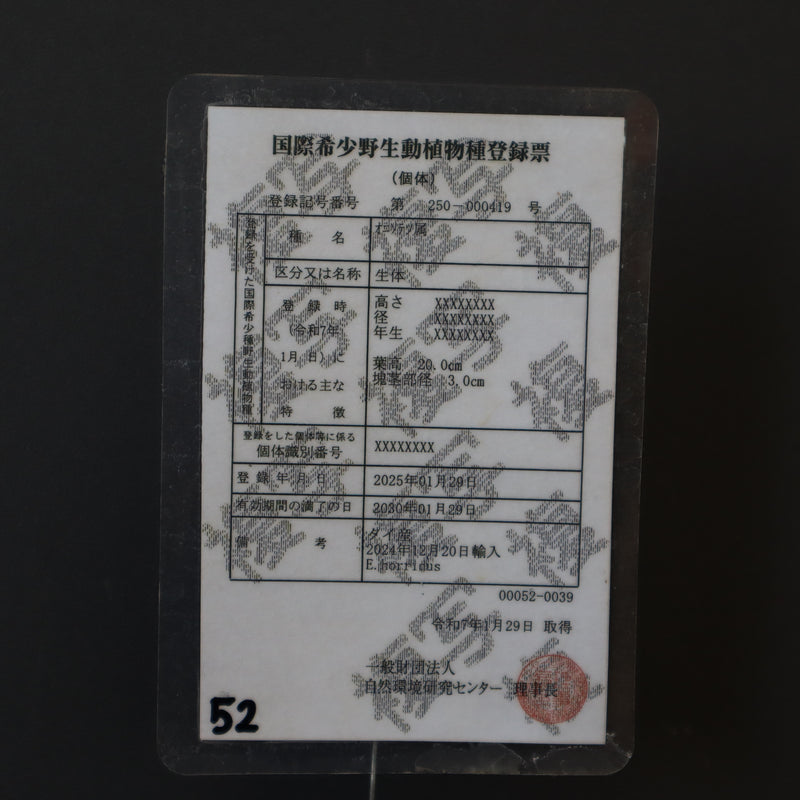 国際希少野生動植物種登録票
(個体)
登録記号番号 第 250-000419 号
登録を受けた国際希少野生動植物種
種名 オニソテツ属
区分又は名称 生体
登録時
(令和7年
1月 日)に
おける主な
特徴
高さ XXXXXXXX
径 XXXXXXXX
年生 XXXXXXXX
葉高 20.0cm
塊茎部径 3.0cm
登録をした個体等に係る
個体識別番号 XXXXXXXX
登録年月日 2025年01月29日
有効期間の満了の日 2030年01月29日
備考
タイ産
2024年12月20日輸入
E.horridus
00052-0039
令和7年1月29日 取得
一般財団法人
自然環境研究センター 理事長
52
複写